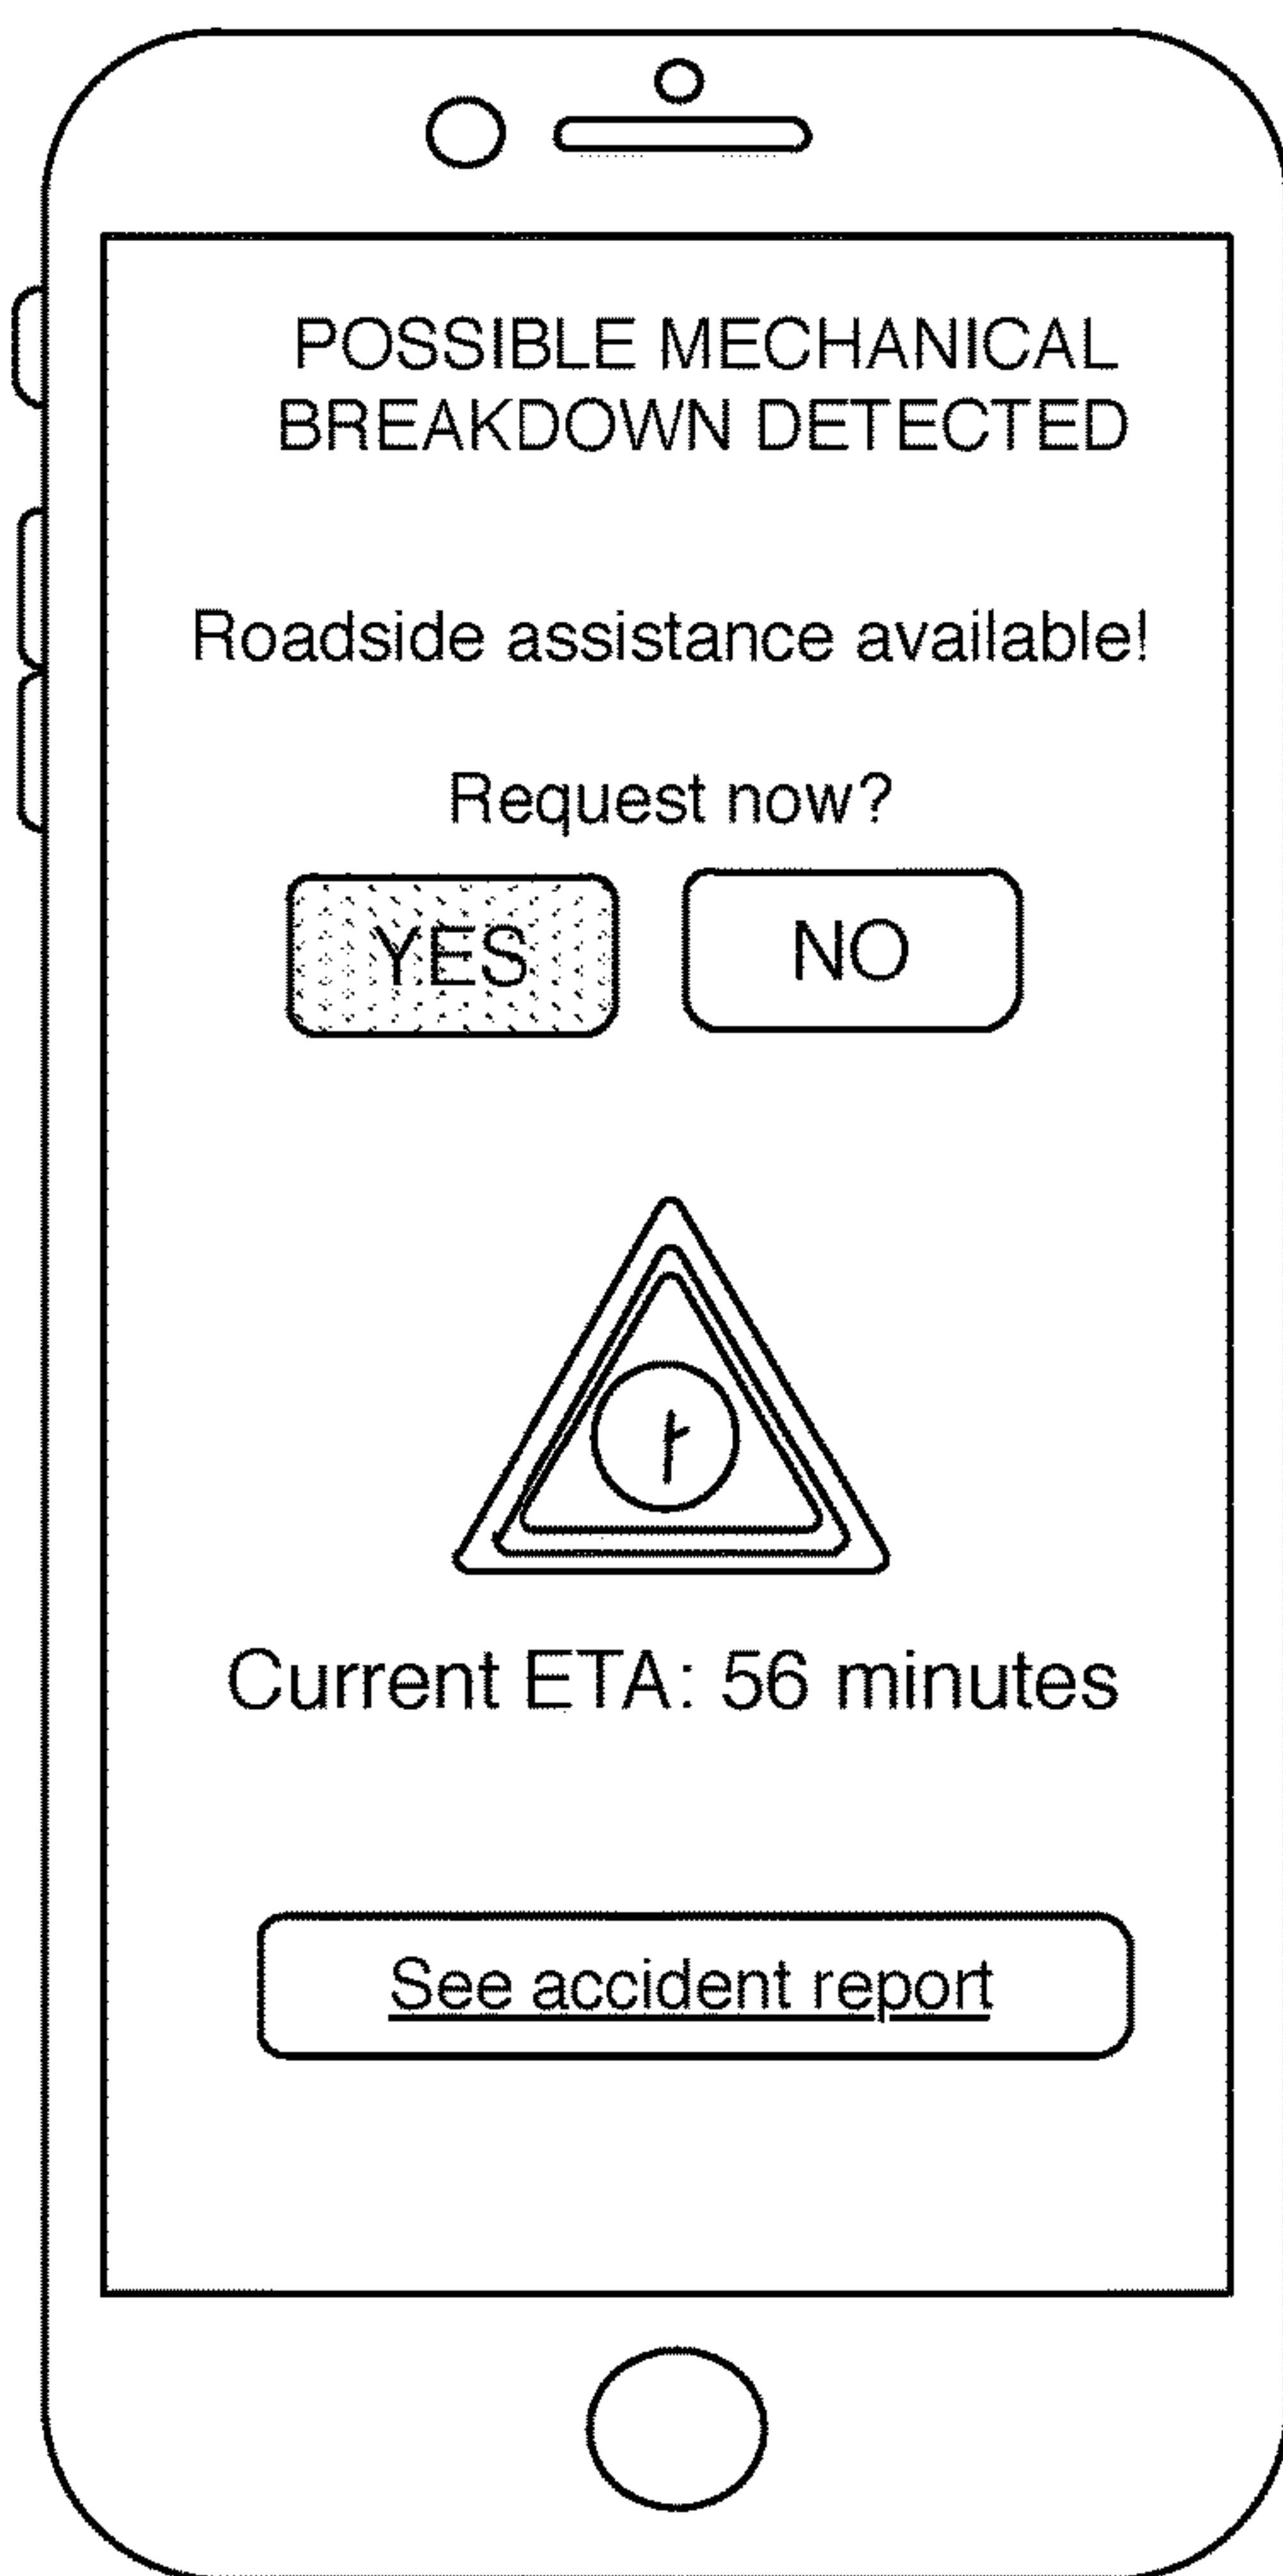 POSSIBLE MECHANICAL
BREAKDOWN DETECTED
Roadside assistance available!
Request now?
YES NO
Current ETA: 56 minutes
See accident report